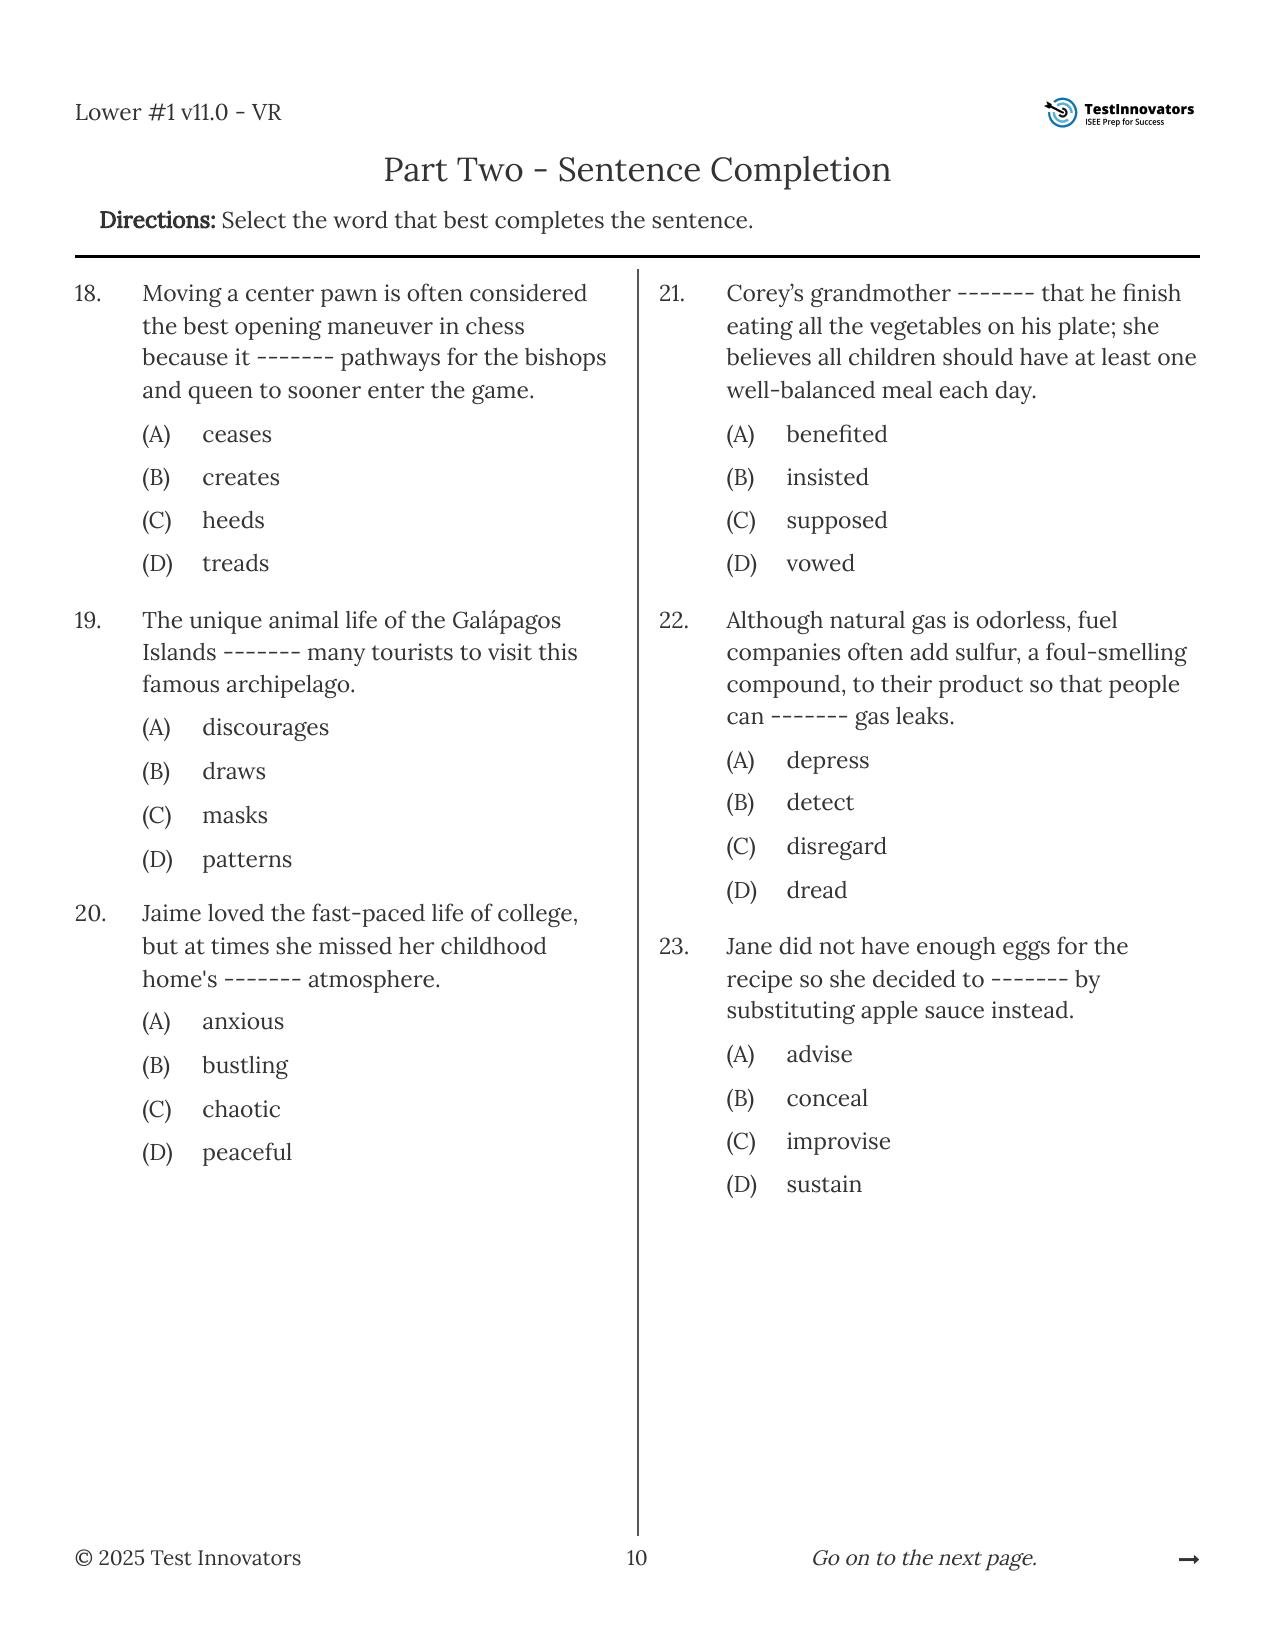 Lower #1 v11.0 - VR
TestInnovators
ISEE Prep for Success
Part Two - Sentence Completion
Directions: Select the word that best completes the sentence.
18. Moving a center pawn is often considered
the best opening maneuver in chess
because it ------- pathways for the bishops
and queen to sooner enter the game.
(A) ceases
(B) creates
(C) heeds
(D) treads
19. The unique animal life of the Galápagos
Islands ------- many tourists to visit this
famous archipelago.
(A) discourages
(B) draws
(C) masks
(D) patterns
20. Jaime loved the fast-paced life of college,
but at times she missed her childhood
home's ------- atmosphere.
(A) anxious
(B) bustling
(C) chaotic
(D) peaceful
21. Corey’s grandmother ------- that he finish
eating all the vegetables on his plate; she
believes all children should have at least one
well-balanced meal each day.
(A) benefited
(B) insisted
(C) supposed
(D) vowed
22. Although natural gas is odorless, fuel
companies often add sulfur, a foul-smelling
compound, to their product so that people
can ------- gas leaks.
(A) depress
(B) detect
(C) disregard
(D) dread
23. Jane did not have enough eggs for the
recipe so she decided to ------- by
substituting apple sauce instead.
(A) advise
(B) conceal
(C) improvise
(D) sustain
© 2025 Test Innovators
10
Go on to the next page. →